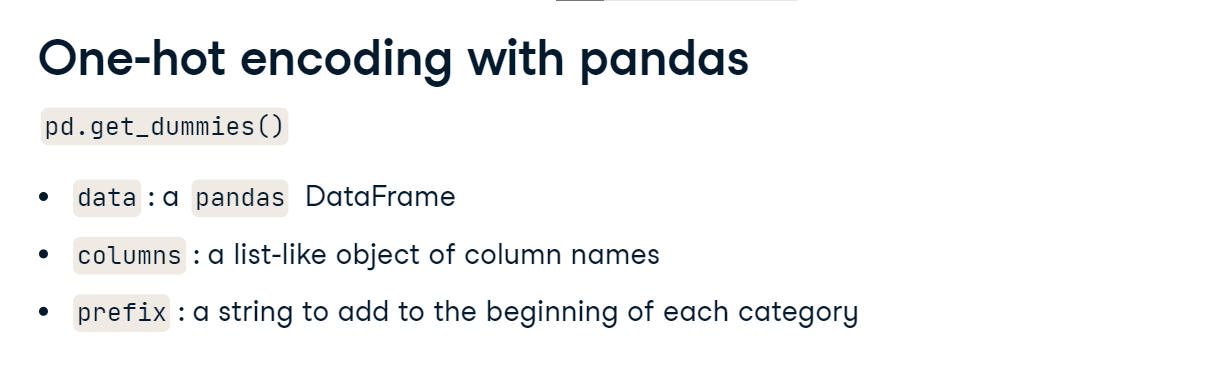 One-hot encoding with pandas
pd.get_dummies()
• data : a pandas DataFrame
• columns : a list-like object of column names
• prefix : a string to add to the beginning of each category